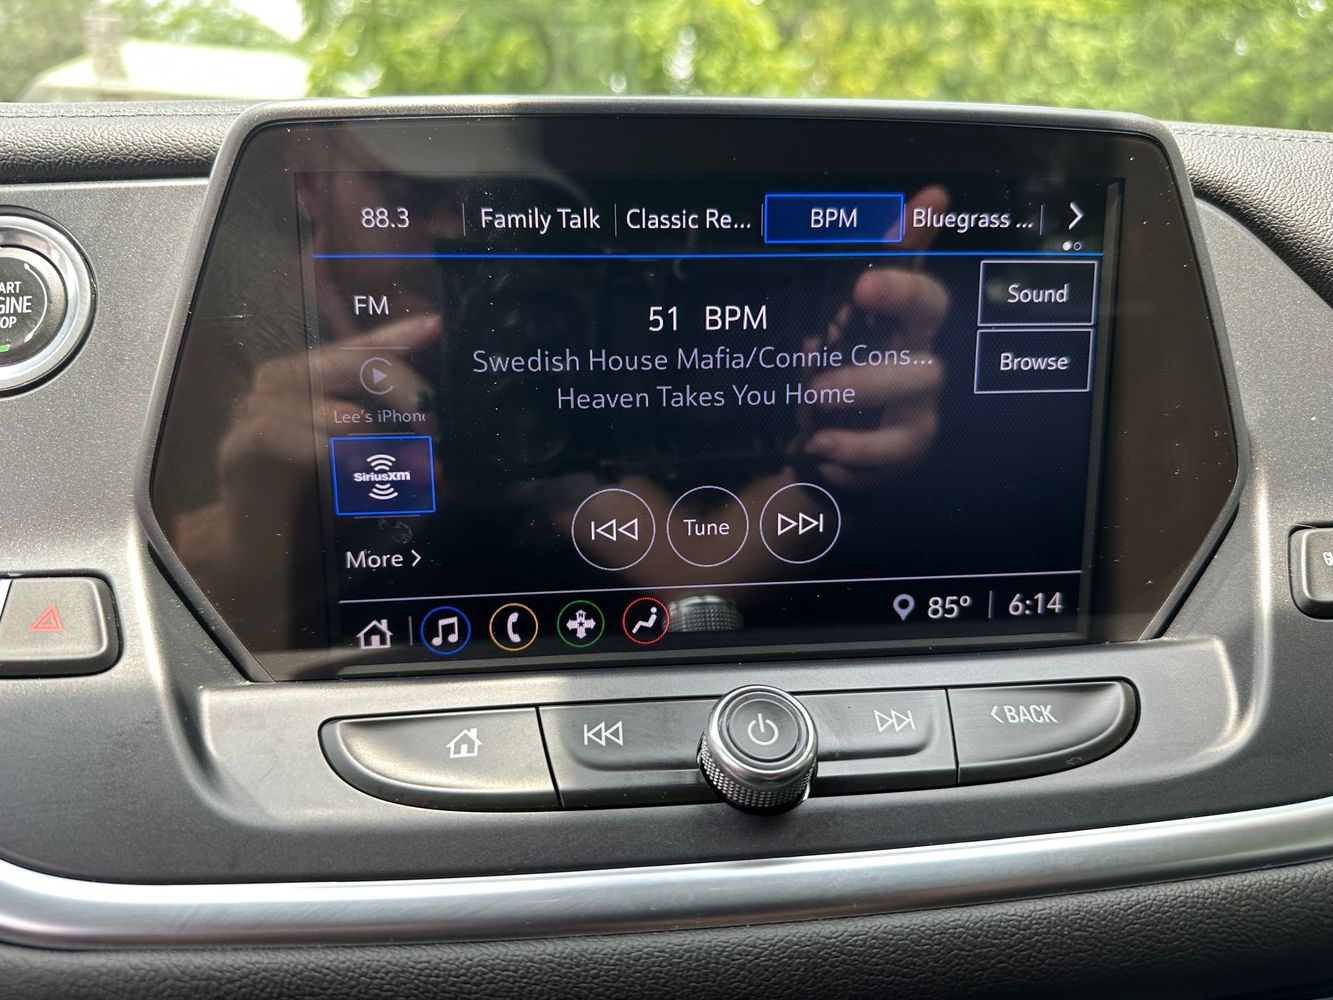 88.3
Family Talk
Classic Re...
BPM
Bluegrass ...
FM
51 BPM
Sound
Swedish House Mafia/Connie Cons...
Browse
Heaven Takes You Home
Lee's iPhone
SiriusXM
Tune
More >
85° 6:14
<BACK